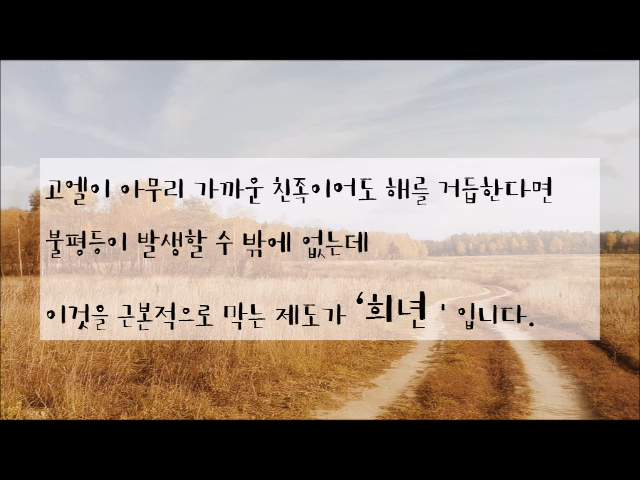 고엘이 아무리 가까운 친족이어도 해를 거듭한다면
불평등이 발생할 수 밖에 없는데
이것을 근본적으로 막는 제도가 ‘희년 ' 입니다.